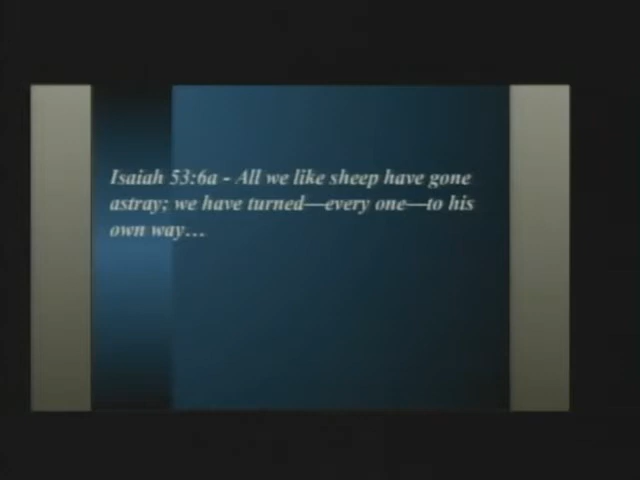 Isaiah 53:6a - All we like sheep have gone
astray; we have turned—every one—to his
own way…